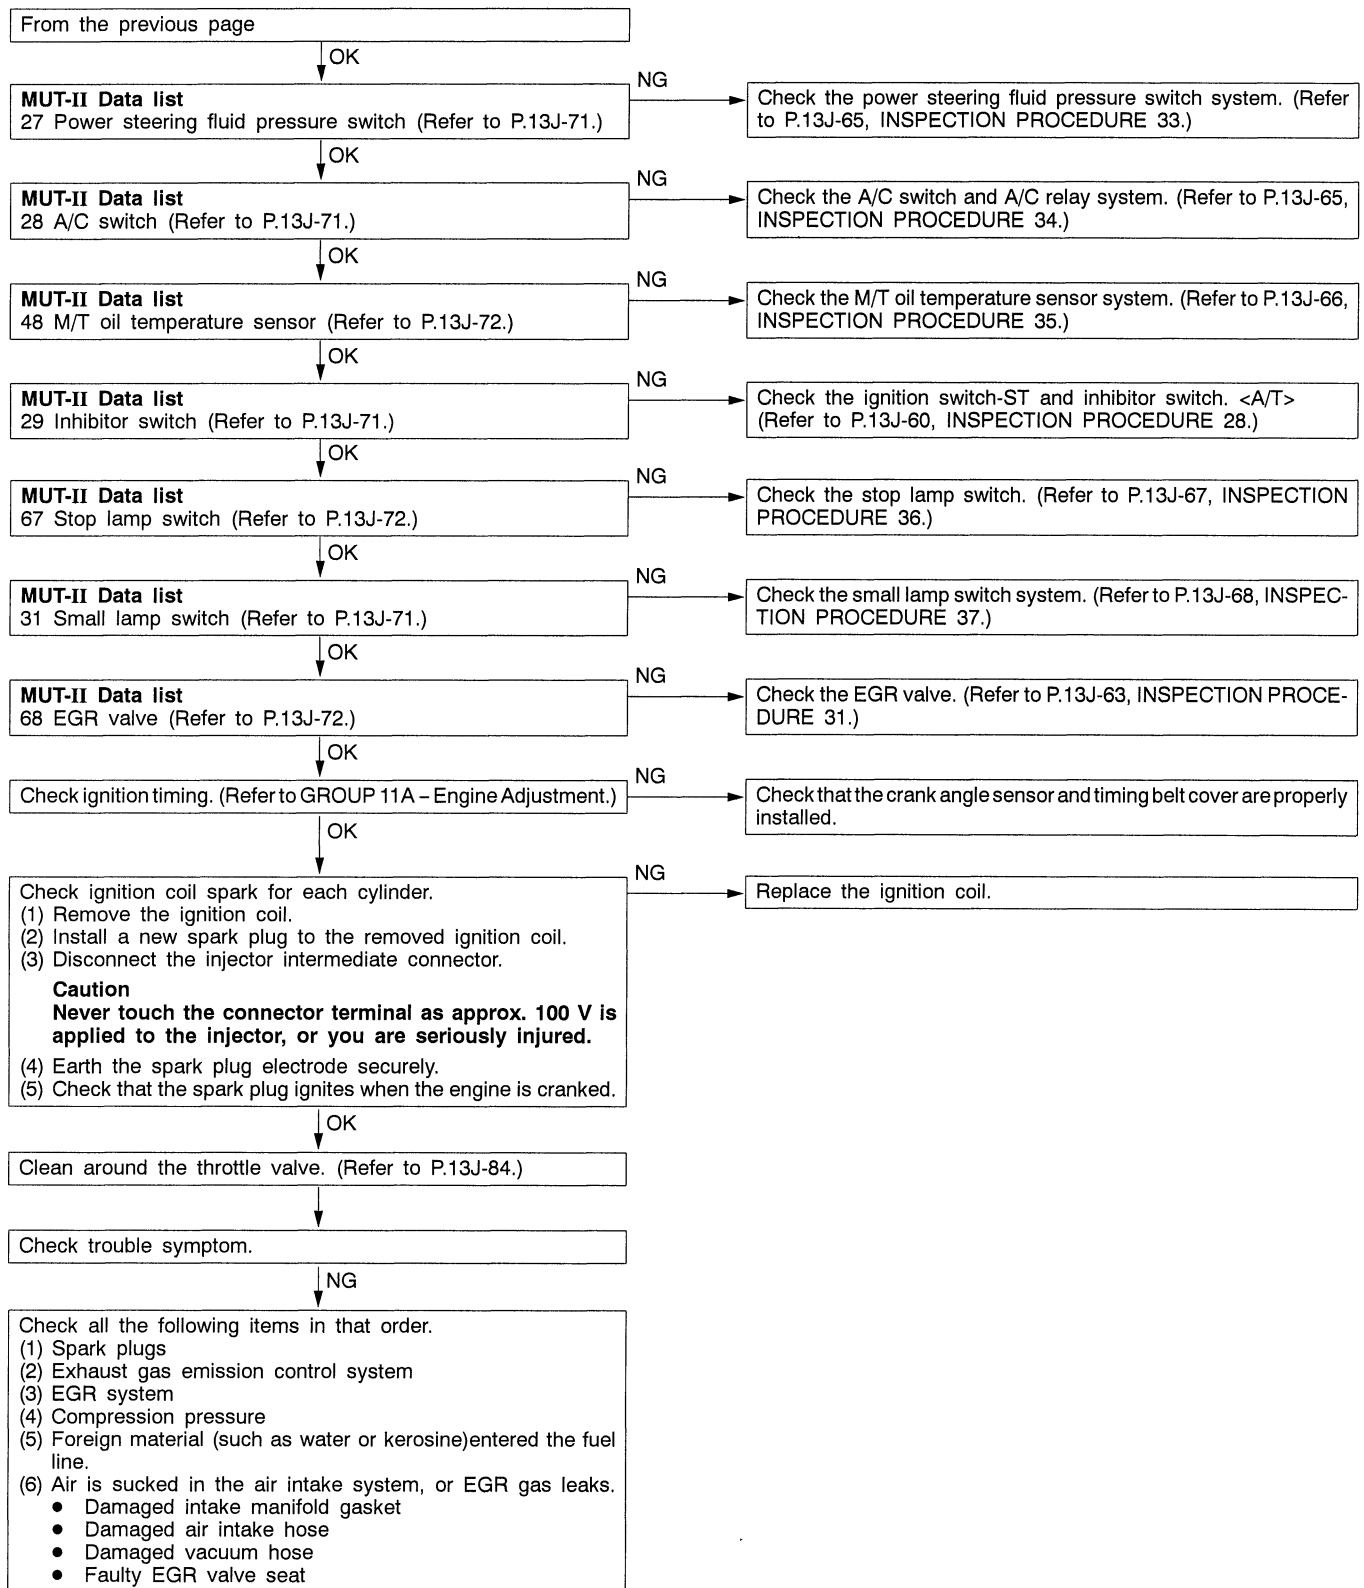 From the previous page
OK
MUT-II Data list
27 Power steering fluid pressure switch (Refer to P.13J-71.)
NG
Check the power steering fluid pressure switch system. (Refer
to P.13J-65, INSPECTION PROCEDURE 33.)
OK
MUT-II Data list
28 A/C switch (Refer to P.13J-71.)
NG
Check the A/C switch and A/C relay system. (Refer to P.13J-65,
INSPECTION PROCEDURE 34.)
OK
MUT-II Data list
48 M/T oil temperature sensor (Refer to P.13J-72.)
NG
Check the M/T oil temperature sensor system. (Refer to P.13J-66,
INSPECTION PROCEDURE 35.)
OK
MUT-II Data list
29 Inhibitor switch (Refer to P.13J-71.)
NG
Check the ignition switch-ST and inhibitor switch. <A/T>
(Refer to P.13J-60, INSPECTION PROCEDURE 28.)
OK
MUT-II Data list
67 Stop lamp switch (Refer to P.13J-72.)
NG
Check the stop lamp switch. (Refer to P.13J-67, INSPECTION
PROCEDURE 36.)
OK
MUT-II Data list
31 Small lamp switch (Refer to P.13J-71.)
NG
Check the small lamp switch system. (Refer to P.13J-68, INSPEC-
TION PROCEDURE 37.)
OK
MUT-II Data list
68 EGR valve (Refer to P.13J-72.)
NG
Check the EGR valve. (Refer to P.13J-63, INSPECTION PROCE-
DURE 31.)
OK
Check ignition timing. (Refer to GROUP 11A – Engine Adjustment.)
NG
Check that the crank angle sensor and timing belt cover are properly
installed.
OK
Check ignition coil spark for each cylinder.
(1) Remove the ignition coil.
(2) Install a new spark plug to the removed ignition coil.
(3) Disconnect the injector intermediate connector.
Caution
Never touch the connector terminal as approx. 100 V is
applied to the injector, or you are seriously injured.
(4) Earth the spark plug electrode securely.
(5) Check that the spark plug ignites when the engine is cranked.
NG
Replace the ignition coil.
OK
Clean around the throttle valve. (Refer to P.13J-84.)
Check trouble symptom.
NG
Check all the following items in that order.
(1) Spark plugs
(2) Exhaust gas emission control system
(3) EGR system
(4) Compression pressure
(5) Foreign material (such as water or kerosine)entered the fuel
line.
(6) Air is sucked in the air intake system, or EGR gas leaks.
● Damaged intake manifold gasket
● Damaged air intake hose
● Damaged vacuum hose
● Faulty EGR valve seat